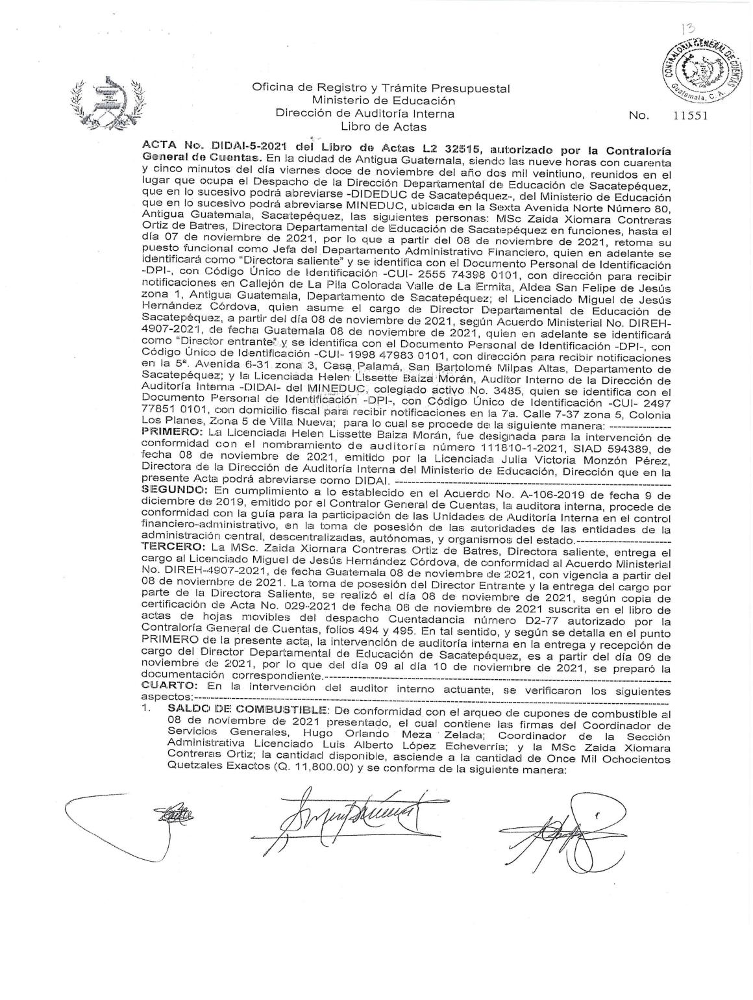 13
CONTRALORIA GENERAL DE CUENTAS
Guatemala, C. A.
Oficina de Registro y Trámite Presupuestal
Ministerio de Educación
Dirección de Auditoría Interna
Libro de Actas
No. 11551
ACTA No. DIDAI-5-2021 del Libro de Actas L2 32515, autorizado por la Contraloría
General de Cuentas. En la ciudad de Antigua Guatemala, siendo las nueve horas con cuarenta
y cinco minutos del día viernes doce de noviembre del año dos mil veintiuno, reunidos en el
lugar que ocupa el Despacho de la Dirección Departamental de Educación de Sacatepéquez,
que en lo sucesivo podrá abreviarse -DIDEDUC de Sacatepéquez-, del Ministerio de Educación
que en lo sucesivo podrá abreviarse MINEDUC, ubicada en la Sexta Avenida Norte Número 80,
Antigua Guatemala, Sacatepéquez, las siguientes personas: MSc Zaida Xiomara Contreras
Ortiz de Batres, Directora Departamental de Educación de Sacatepéquez en funciones, hasta el
día 07 de noviembre de 2021, por lo que a partir del 08 de noviembre de 2021, retoma su
puesto funcional como Jefa del Departamento Administrativo Financiero, quien en adelante se
identificará como “Directora saliente” y se identifica con el Documento Personal de Identificación
-DPI-, con Código Único de Identificación -CUI- 2555 74398 0101, con dirección para recibir
notificaciones en Callejón de La Pila Colorada Valle de La Ermita, Aldea San Felipe de Jesús
zona 1, Antigua Guatemala, Departamento de Sacatepéquez; el Licenciado Miguel de Jesús
Hernández Córdova, quien asume el cargo de Director Departamental de Educación de
Sacatepéquez, a partir del día 08 de noviembre de 2021, según Acuerdo Ministerial No. DIREH-
4907-2021, de fecha Guatemala 08 de noviembre de 2021, quien en adelante se identificará
como “Director entrante” y se identifica con el Documento Personal de Identificación -DPI-, con
Código Único de Identificación -CUI- 1998 47983 0101, con dirección para recibir notificaciones
en la 5ª. Avenida 6-31 zona 3, Casa Palamá, San Bartolomé Milpas Altas, Departamento de
Sacatepéquez; y la Licenciada Helen Lissette Baiza Morán, Auditor Interno de la Dirección de
Auditoría Interna -DIDAI- del MINEDUC, colegiado activo No. 3485, quien se identifica con el
Documento Personal de Identificación -DPI-, con Código Único de Identificación -CUI- 2497
77851 0101, con domicilio fiscal para recibir notificaciones en la 7a. Calle 7-37 zona 5, Colonia
Los Planes, Zona 5 de Villa Nueva; para lo cual se procede de la siguiente manera: ---------------
PRIMERO: La Licenciada Helen Lissette Baiza Morán, fue designada para la intervención de
conformidad con el nombramiento de auditoría número 111810-1-2021, SIAD 594389, de
fecha 08 de noviembre de 2021, emitido por la Licenciada Julia Victoria Monzón Pérez,
Directora de la Dirección de Auditoría Interna del Ministerio de Educación, Dirección que en la
presente Acta podrá abreviarse como DIDAI. ----------------------------------------------------------------
SEGUNDO: En cumplimiento a lo establecido en el Acuerdo No. A-106-2019 de fecha 9 de
diciembre de 2019, emitido por el Contralor General de Cuentas, la auditora interna, procede de
conformidad con la guía para la participación de las Unidades de Auditoría Interna en el control
financiero-administrativo, en la toma de posesión de las autoridades de las entidades de la
administración central, descentralizadas, autónomas, y organismos del estado.----------------------
TERCERO: La MSc. Zaida Xiomara Contreras Ortiz de Batres, Directora saliente, entrega el
cargo al Licenciado Miguel de Jesús Hernández Córdova, de conformidad al Acuerdo Ministerial
No. DIREH-4907-2021, de fecha Guatemala 08 de noviembre de 2021, con vigencia a partir del
08 de noviembre de 2021. La toma de posesión del Director Entrante y la entrega del cargo por
parte de la Directora Saliente, se realizó el día 08 de noviembre de 2021, según copia de
certificación de Acta No. 029-2021 de fecha 08 de noviembre de 2021 suscrita en el libro de
actas de hojas movibles del despacho Cuentadancia número D2-77 autorizado por la
Contraloría General de Cuentas, folios 494 y 495. En tal sentido, y según se detalla en el punto
PRIMERO de la presente acta, la intervención de auditoría interna en la entrega y recepción de
cargo del Director Departamental de Educación de Sacatepéquez, es a partir del día 09 de
noviembre de 2021, por lo que del día 09 al día 10 de noviembre de 2021, se preparó la
documentación correspondiente.--------------------------------------------------------------------------------
CUARTO: En la intervención del auditor interno actuante, se verificaron los siguientes
aspectos:--------------------------------------------------------------------------------------------------------------
1. SALDO DE COMBUSTIBLE: De conformidad con el arqueo de cupones de combustible al
08 de noviembre de 2021 presentado, el cual contiene las firmas del Coordinador de
Servicios Generales, Hugo Orlando Meza Zelada; Coordinador de la Sección
Administrativa Licenciado Luis Alberto López Echeverría; y la MSc Zaida Xiomara
Contreras Ortiz; la cantidad disponible, asciende a la cantidad de Once Mil Ochocientos
Quetzales Exactos (Q. 11,800.00) y se conforma de la siguiente manera: